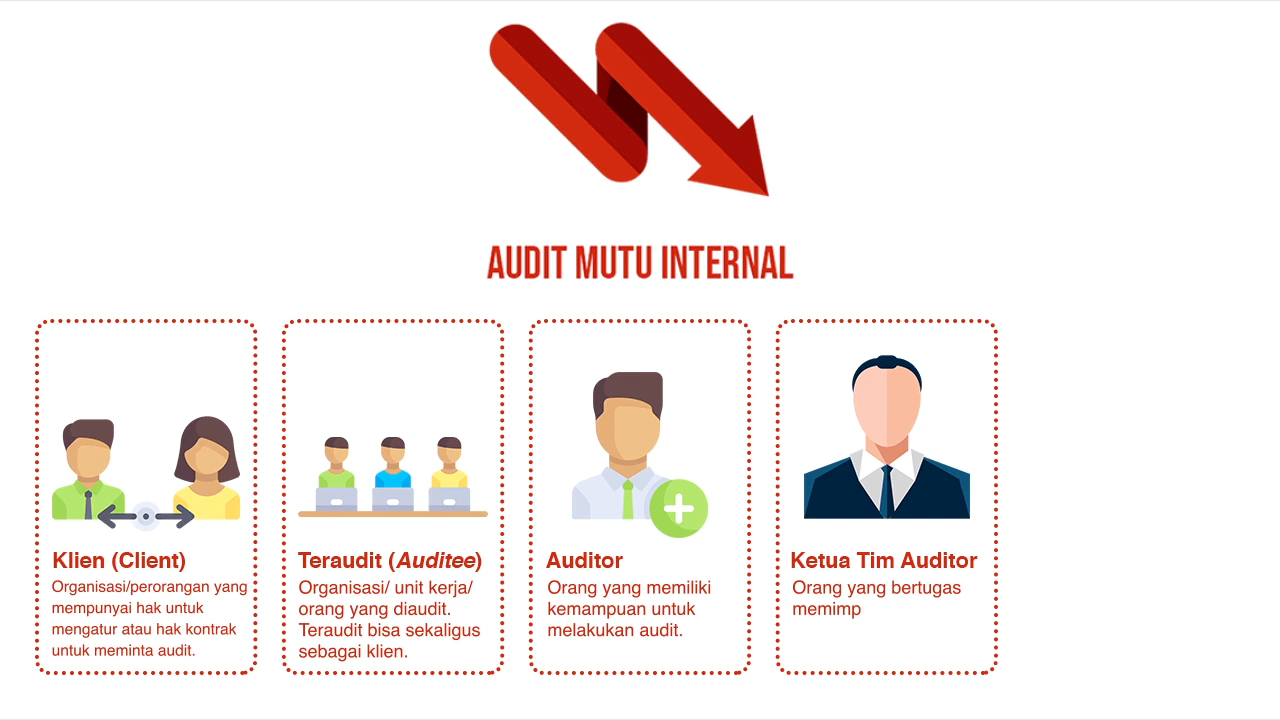 AUDIT MUTU INTERNAL
Klien (Client)
Organisasi/perorangan yang
mempunyai hak untuk
mengatur atau hak kontrak
untuk meminta audit.
Teraudit (Auditee)
Organisasi/ unit kerja/
orang yang diaudit.
Teraudit bisa sekaligus
sebagai klien.
Auditor
Orang yang memiliki
kemampuan untuk
melakukan audit.
Ketua Tim Auditor
Orang yang bertugas
memimp